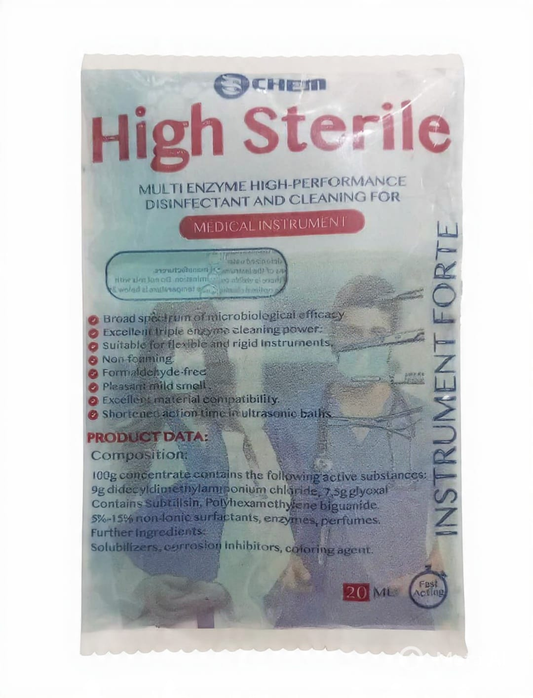 CHEM
High Sterile
MULTI ENZYME HIGH-PERFORMANCE
DISINFECTANT AND CLEANING FOR
MEDICAL INSTRUMENT
Broad spectrum of microbiological efficacy.
Excellent triple enzyme cleaning power.
Suitable for flexible and rigid Instruments.
Non-foaming.
Formaldehyde-free
Pleasant mild smell.
Excellent material compatibility.
Shortened action time in ultrasonic baths.
PRODUCT DATA:
Composition:
100g concentrate contains the following active substances:
9g didecyldimethylammonium chloride, 7,5g glyoxal
Contains Subtilisin, Polyhexamethylene biguanide
5%-15% non-ionic surfactants, enzymes, perfumes.
Further Ingredients:
Solubilizers, corrosion inhibitors, coloring agent.
INSTRUMENT FORTE
20 ML
Fast
Acting